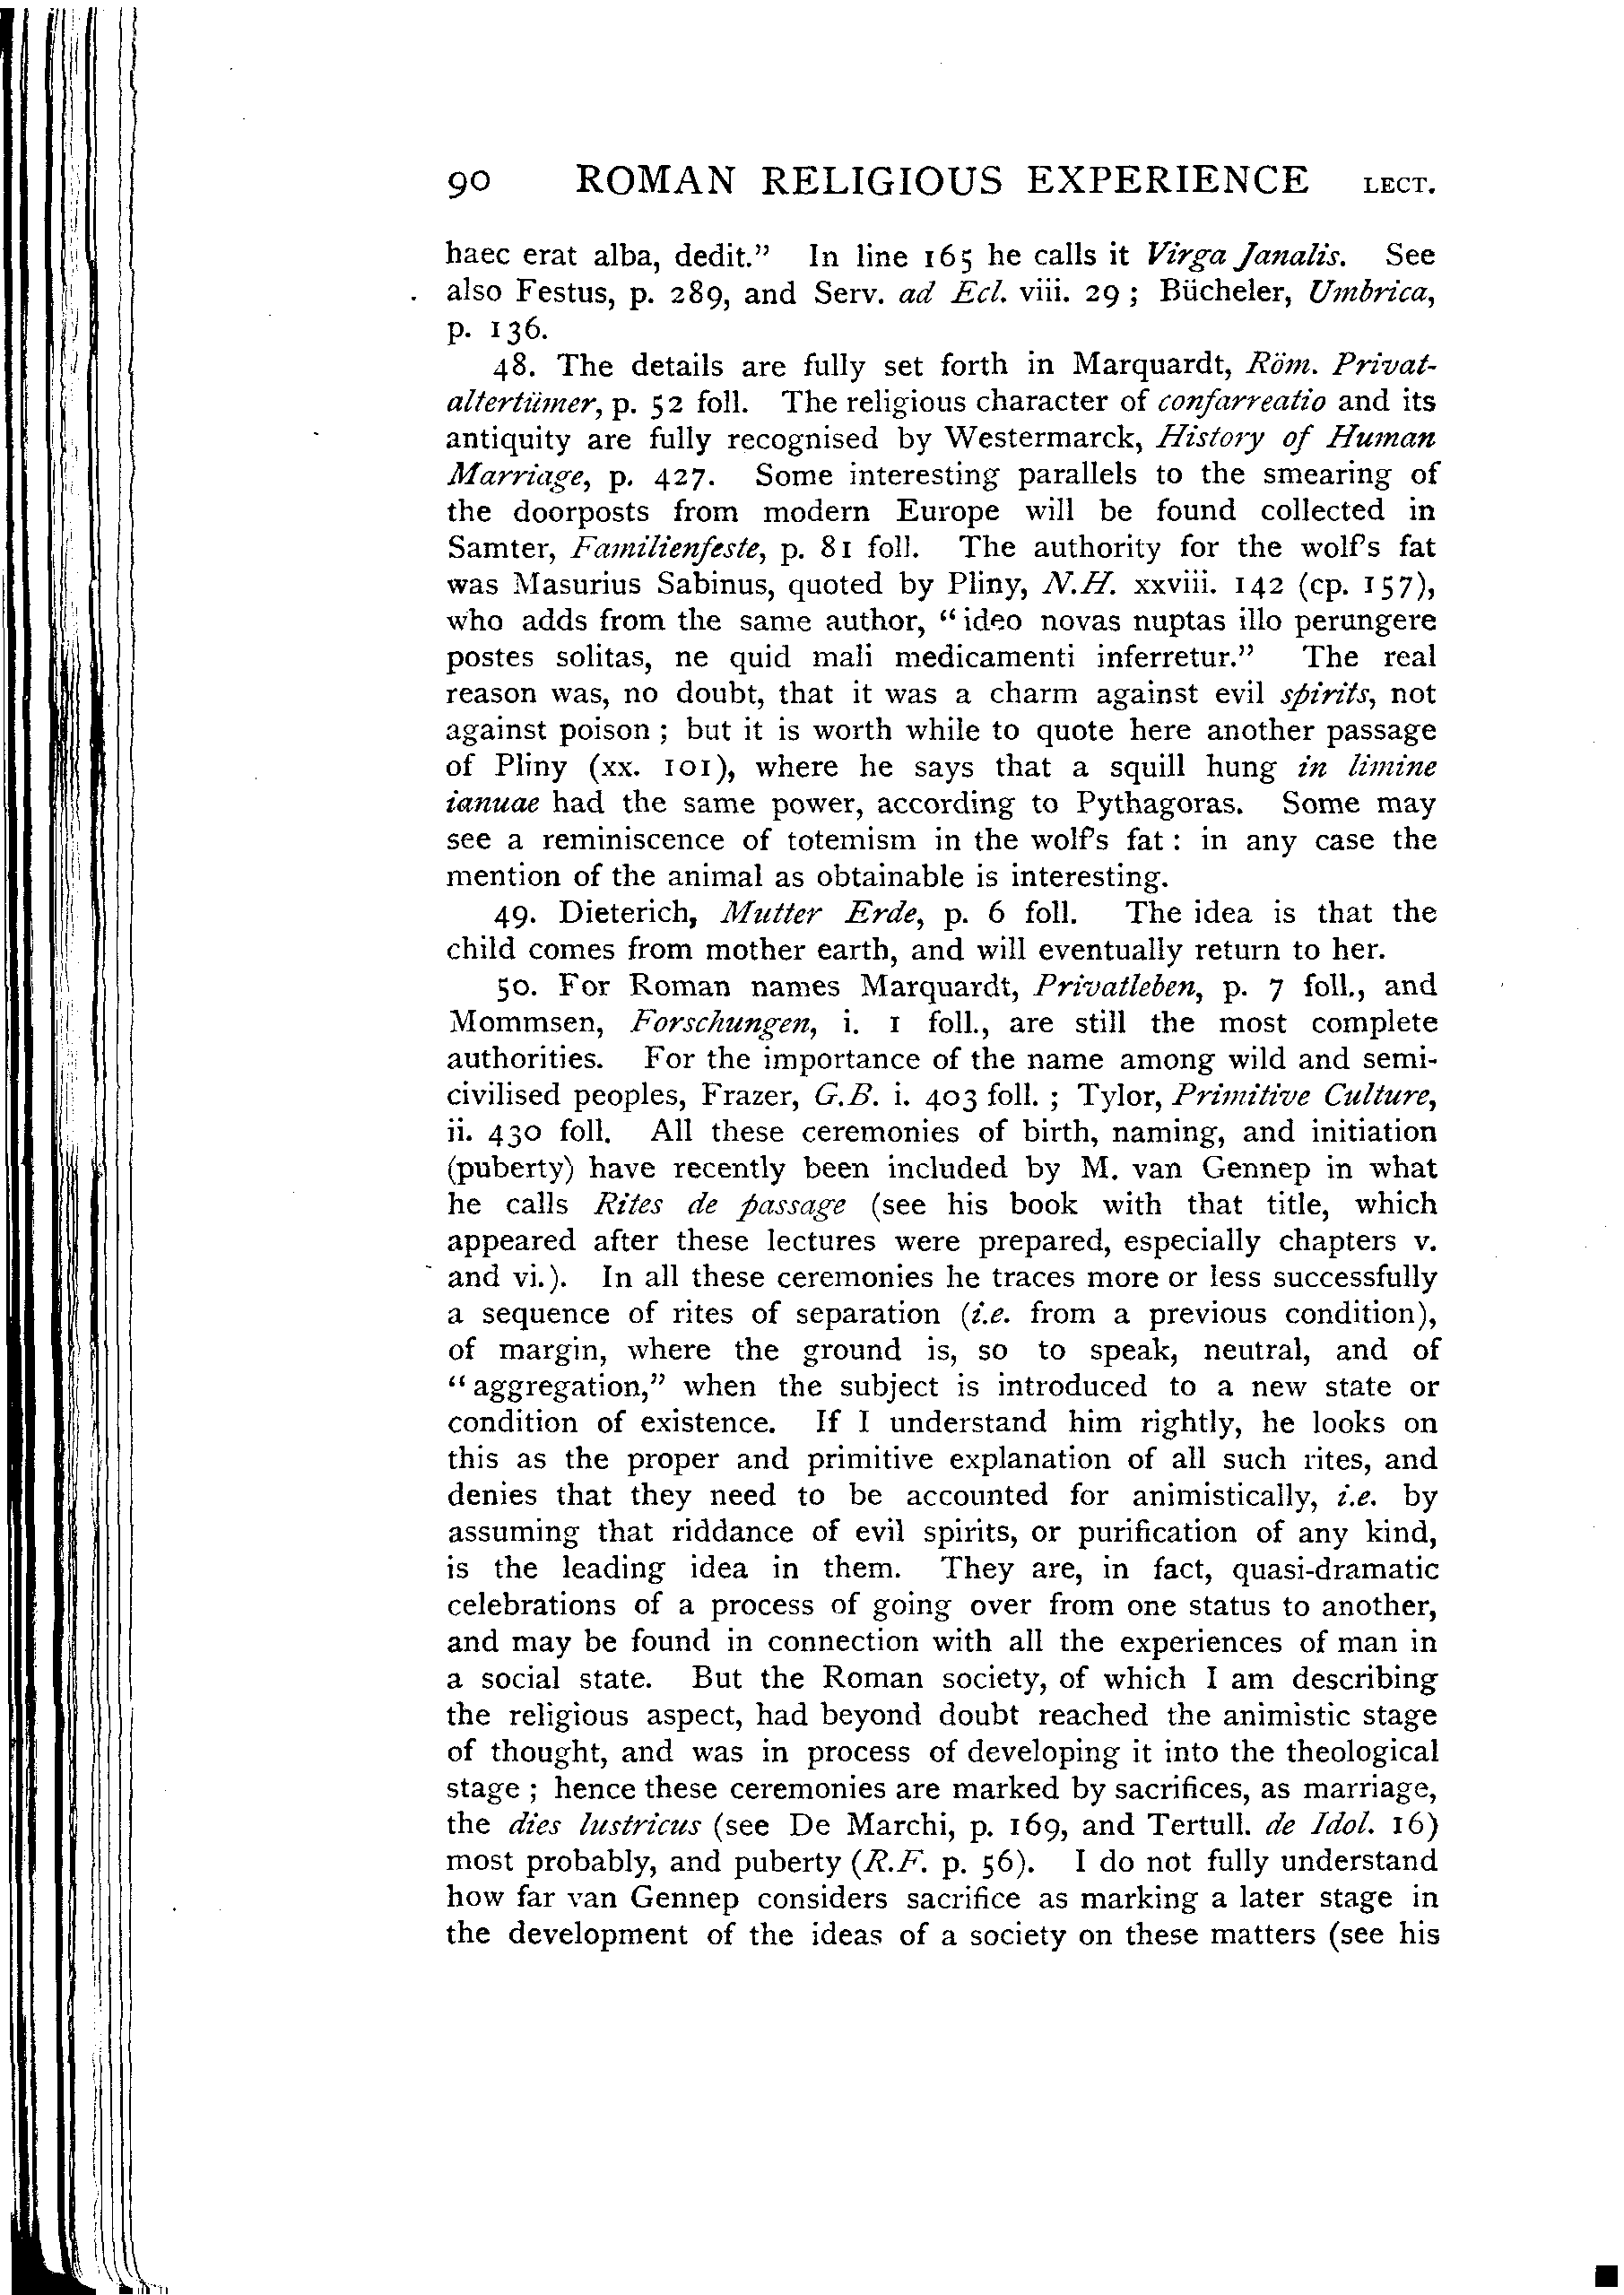 90 ROMAN RELIGIOUS EXPERIENCE LECT.
haec erat alba, dedit." In line 165 he calls it Virga Janalis. See
also Festus, p. 289, and Serv. ad Ecl. viii. 29 ; Bücheler, Umbrica,
p. 136.
48. The details are fully set forth in Marquardt, Röm. Privat-
altertümer, p. 52 foll. The religious character of confarreatio and its
antiquity are fully recognised by Westermarck, History of Human
Marriage, p. 427. Some interesting parallels to the smearing of
the doorposts from modern Europe will be found collected in
Samter, Familienfeste, p. 81 foll. The authority for the wolf's fat
was Masurius Sabinus, quoted by Pliny, N.H. xxviii. 142 (cp. 157),
who adds from the same author, "ideo novas nuptas illo perungere
postes solitas, ne quid mali medicamenti inferretur." The real
reason was, no doubt, that it was a charm against evil spirits, not
against poison ; but it is worth while to quote here another passage
of Pliny (xx. 101), where he says that a squill hung in limine
ianuae had the same power, according to Pythagoras. Some may
see a reminiscence of totemism in the wolf's fat : in any case the
mention of the animal as obtainable is interesting.
49. Dieterich, Mutter Erde, p. 6 foll. The idea is that the
child comes from mother earth, and will eventually return to her.
50. For Roman names Marquardt, Privatleben, p. 7 foll., and
Mommsen, Forschungen, i. 1 foll., are still the most complete
authorities. For the importance of the name among wild and semi-
civilised peoples, Frazer, G.B. i. 403 foll. ; Tylor, Primitive Culture,
ii. 430 foll. All these ceremonies of birth, naming, and initiation
(puberty) have recently been included by M. van Gennep in what
he calls Rites de passage (see his book with that title, which
appeared after these lectures were prepared, especially chapters v.
and vi.). In all these ceremonies he traces more or less successfully
a sequence of rites of separation (i.e. from a previous condition),
of margin, where the ground is, so to speak, neutral, and of
"aggregation," when the subject is introduced to a new state or
condition of existence. If I understand him rightly, he looks on
this as the proper and primitive explanation of all such rites, and
denies that they need to be accounted for animistically, i.e. by
assuming that riddance of evil spirits, or purification of any kind,
is the leading idea in them. They are, in fact, quasi-dramatic
celebrations of a process of going over from one status to another,
and may be found in connection with all the experiences of man in
a social state. But the Roman society, of which I am describing
the religious aspect, had beyond doubt reached the animistic stage
of thought, and was in process of developing it into the theological
stage ; hence these ceremonies are marked by sacrifices, as marriage,
the dies lustricus (see De Marchi, p. 169, and Tertull. de Idol. 16)
most probably, and puberty (R.F. p. 56). I do not fully understand
how far van Gennep considers sacrifice as marking a later stage in
the development of the ideas of a society on these matters (see his